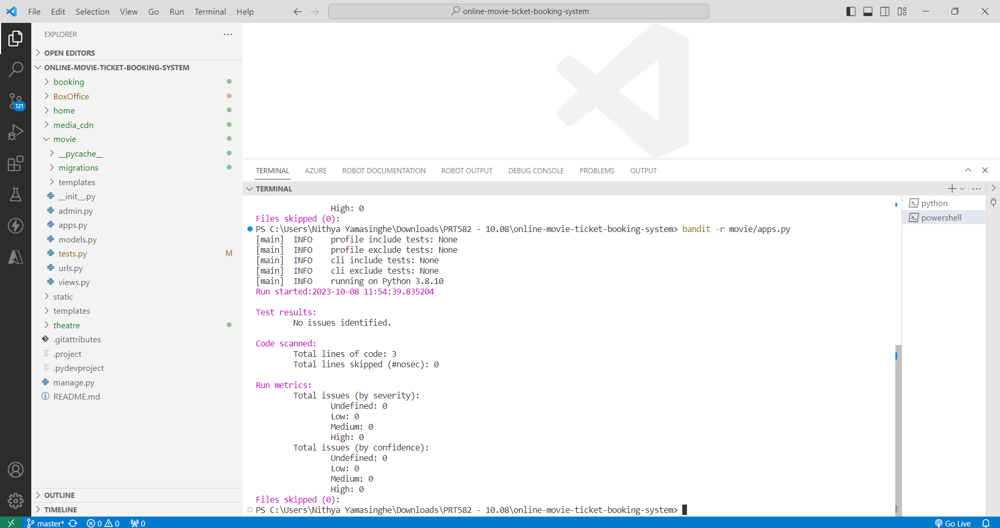 File Edit Selection View Go Run Terminal Help
online-movie-ticket-booking-system
EXPLORER
OPEN EDITORS
ONLINE-MOVIE-TICKET-BOOKING-SYSTEM
booking
BoxOffice
121
home
media_cdn
movie
__pycache__
migrations
templates
__init__.py
admin.py
apps.py
models.py
tests.py M
urls.py
views.py
static
templates
theatre
.gitattributes
.project
.pydevproject
manage.py
README.md
OUTLINE
TIMELINE
TERMINAL AZURE ROBOT DOCUMENTATION ROBOT OUTPUT DEBUG CONSOLE PROBLEMS OUTPUT
TERMINAL
python
powershell
High: 0
Files skipped (0):
PS C:\Users\Nithya Yamasinghe\Downloads\PRT582 - 10.08\online-movie-ticket-booking-system> bandit -r movie/apps.py
[main] INFO profile include tests: None
[main] INFO profile exclude tests: None
[main] INFO cli include tests: None
[main] INFO cli exclude tests: None
[main] INFO running on Python 3.8.10
Run started:2023-10-08 11:54:39.835204
Test results:
No issues identified.
Code scanned:
Total lines of code: 3
Total lines skipped (#nosec): 0
Run metrics:
Total issues (by severity):
Undefined: 0
Low: 0
Medium: 0
High: 0
Total issues (by confidence):
Undefined: 0
Low: 0
Medium: 0
High: 0
Files skipped (0):
PS C:\Users\Nithya Yamasinghe\Downloads\PRT582 - 10.08\online-movie-ticket-booking-system>
master* 0 0 0 Go Live